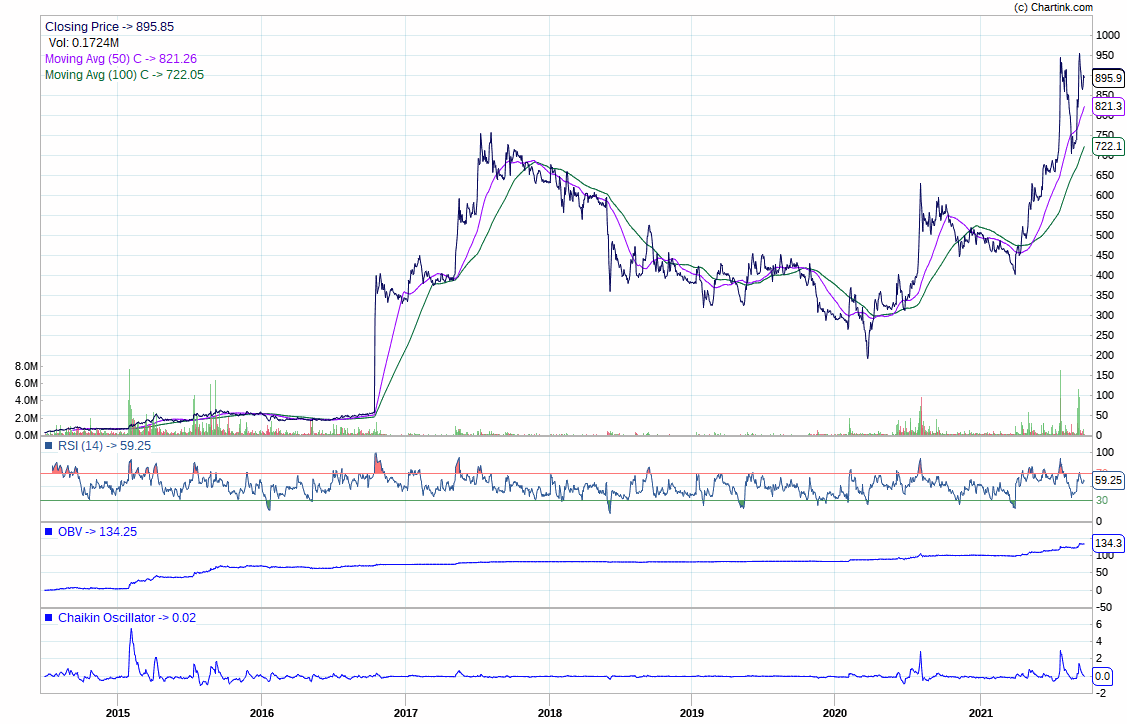 (c) Chartink.com
Closing Price -> 895.85
Vol: 0.1724M
Moving Avg (50) C -> 821.26
Moving Avg (100) C -> 722.05
1000
950
895.9
850
821.3
800
750
722.1
700
650
600
550
500
450
400
350
300
250
200
150
100
50
0
8.0M
6.0M
4.0M
2.0M
0.0M
RSI (14) -> 59.25
100
70
59.25
30
0
OBV -> 134.25
134.3
100
50
0
-50
Chaikin Oscillator -> 0.02
6
4
2
0.0
-2
2015 2016 2017 2018 2019 2020 2021